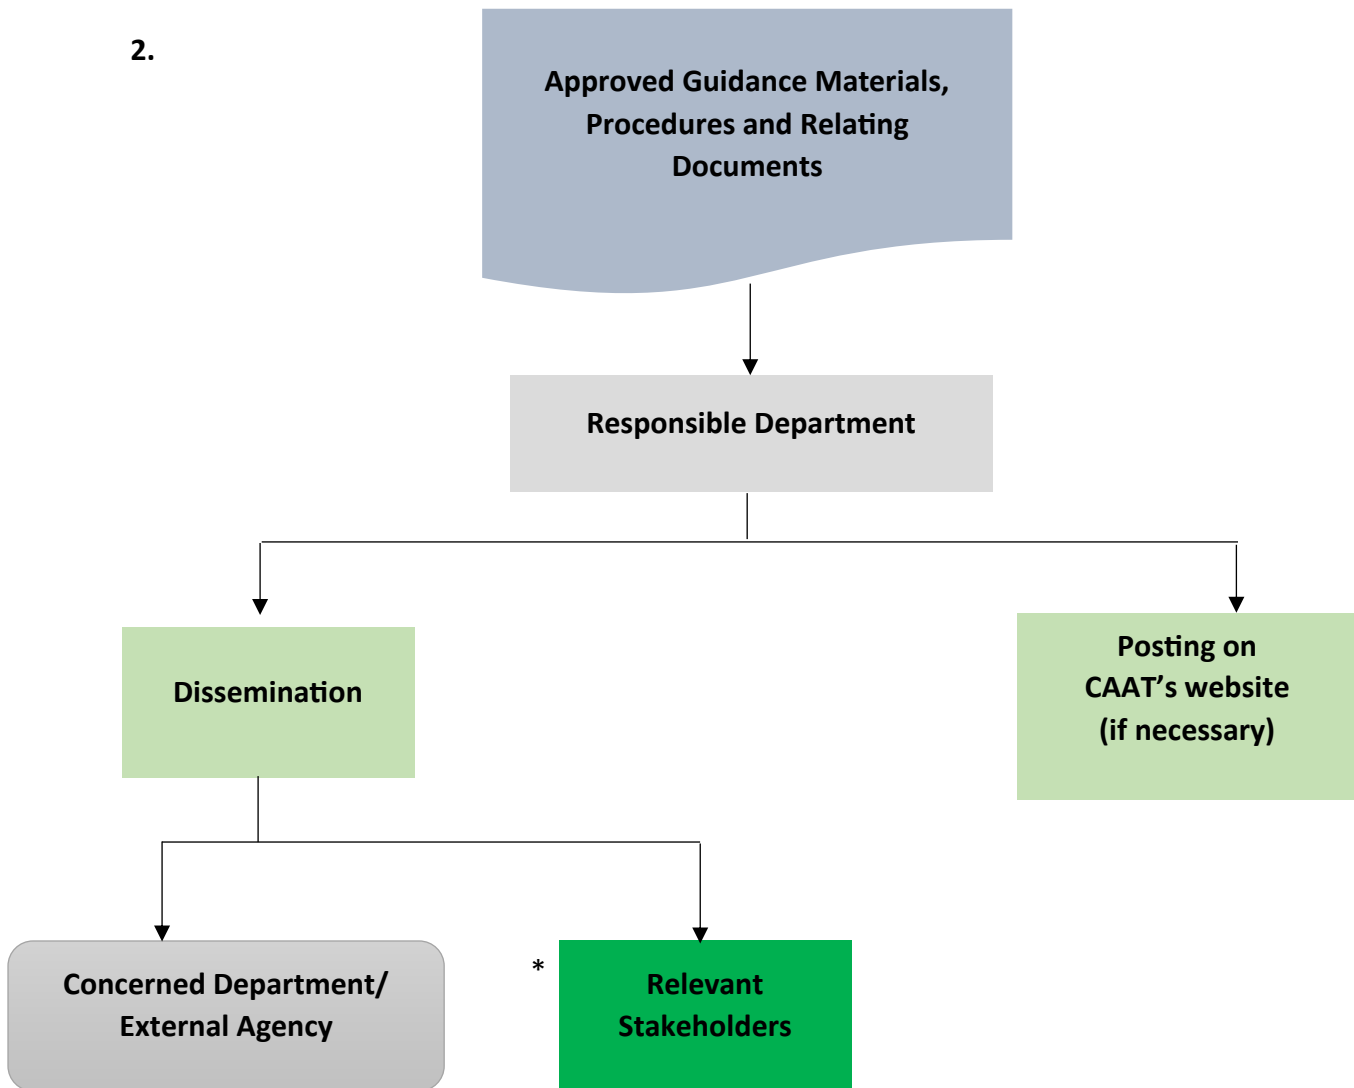 2.
Approved Guidance Materials,
Procedures and Relating
Documents
Responsible Department
Dissemination
Posting on
CAAT’s website
(if necessary)
Concerned Department/
External Agency
*
Relevant
Stakeholders